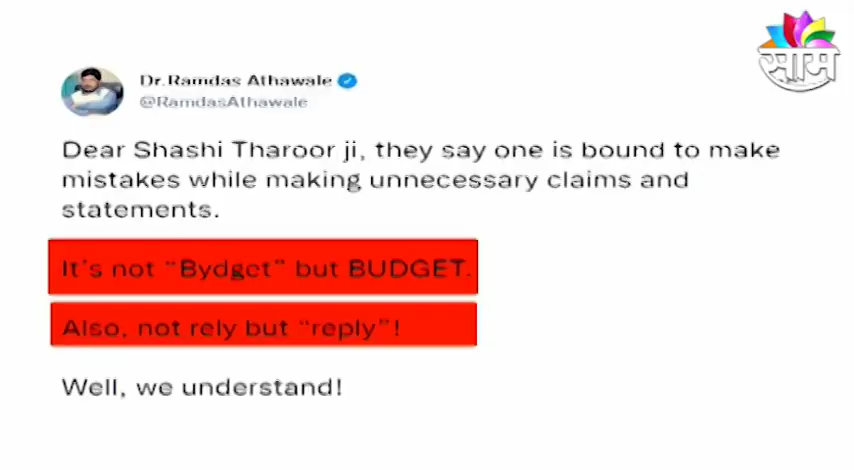 साम
Dr.Ramdas Athawale
@RamdasAthawale
Dear Shashi Tharoor ji, they say one is bound to make
mistakes while making unnecessary claims and
statements.
It's not “Bydget” but BUDGET.
Also, not rely but “reply”!
Well, we understand!